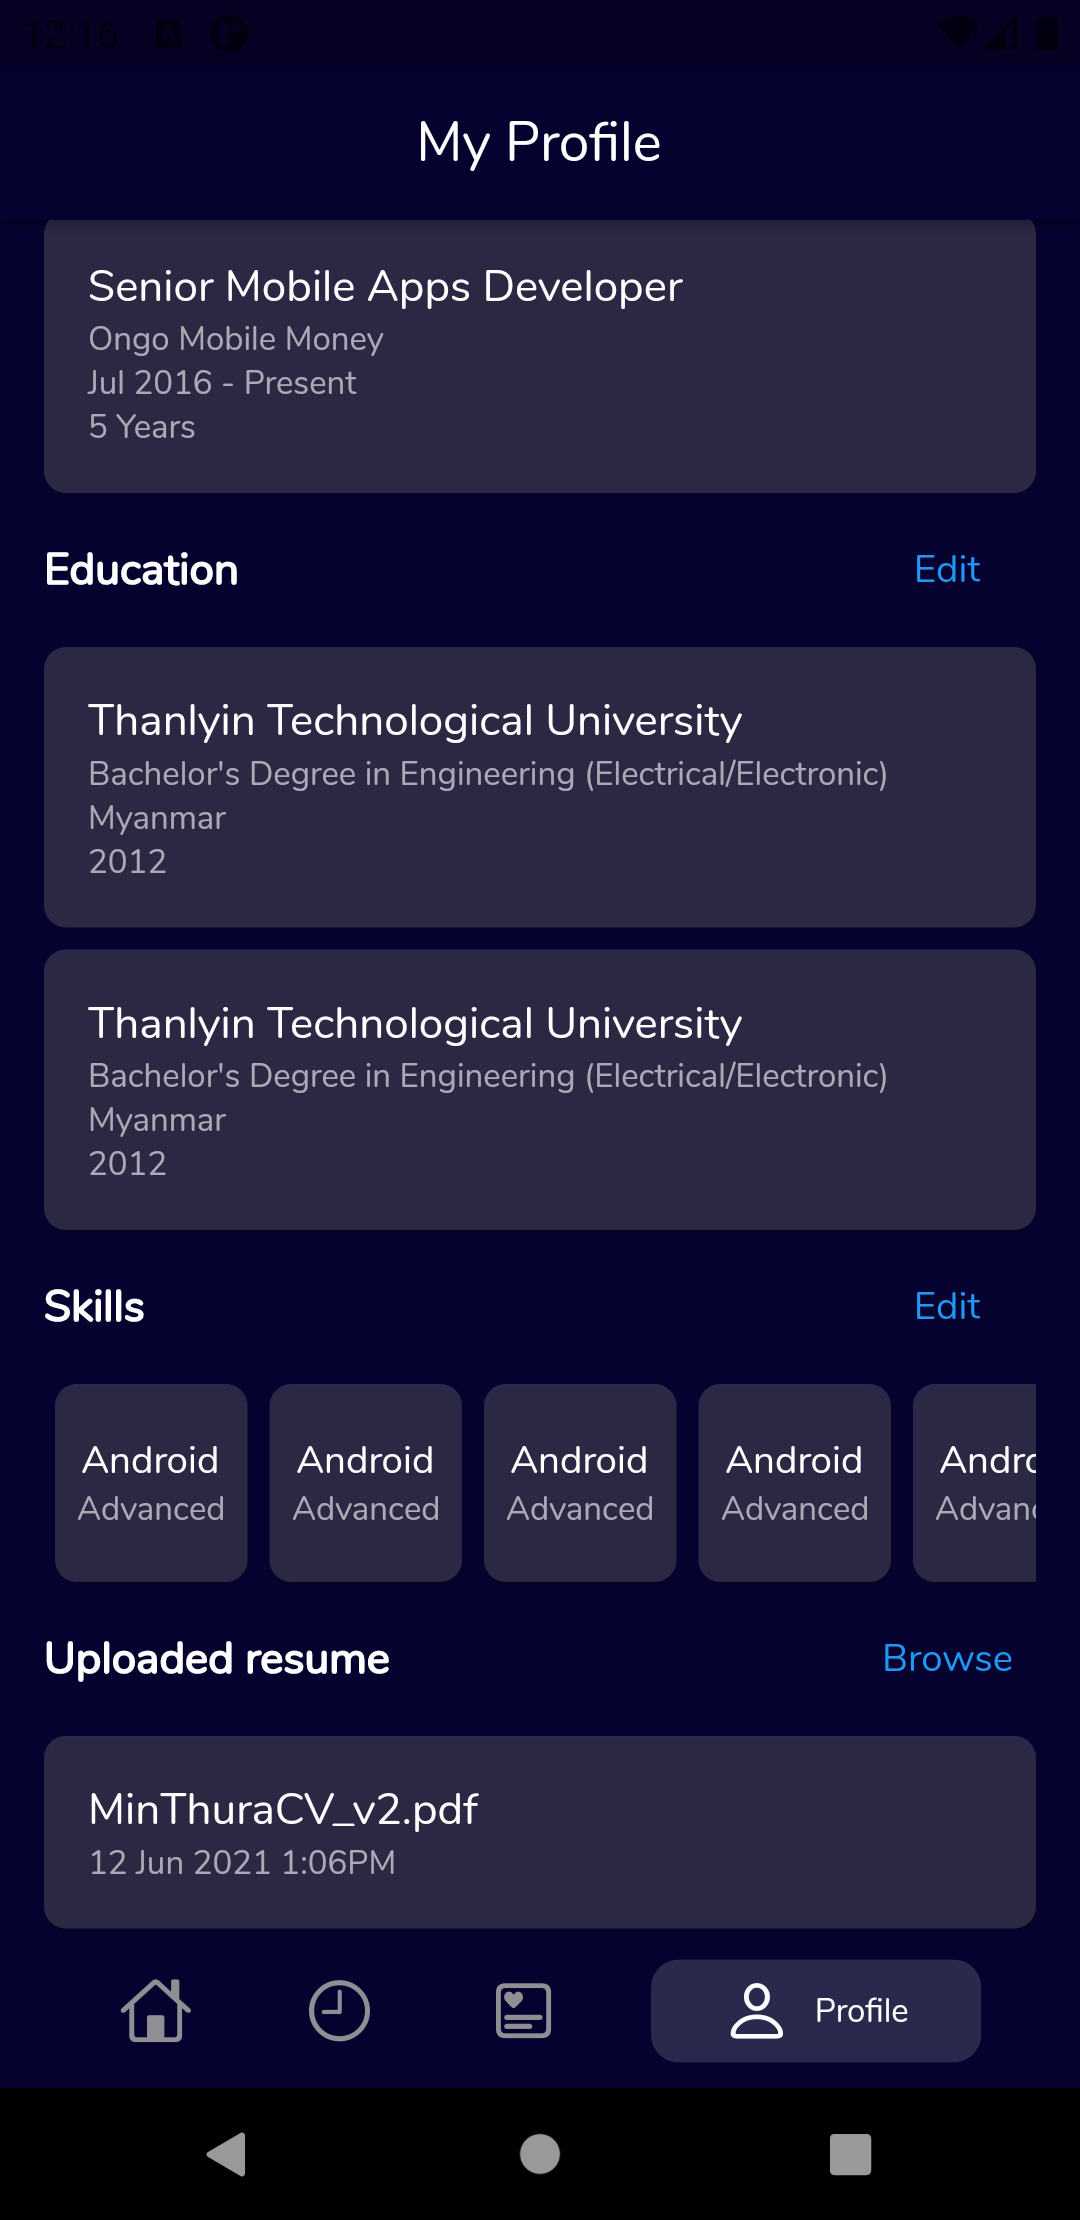 12:16
My Profile
Senior Mobile Apps Developer
Ongo Mobile Money
Jul 2016 - Present
5 Years
Education Edit
Thanlyin Technological University
Bachelor's Degree in Engineering (Electrical/Electronic)
Myanmar
2012
Thanlyin Technological University
Bachelor's Degree in Engineering (Electrical/Electronic)
Myanmar
2012
Skills Edit
Android Android Android Android Andro
Advanced Advanced Advanced Advanced Advanc
Uploaded resume Browse
MinThuraCV_v2.pdf
12 Jun 2021 1:06PM
Profile